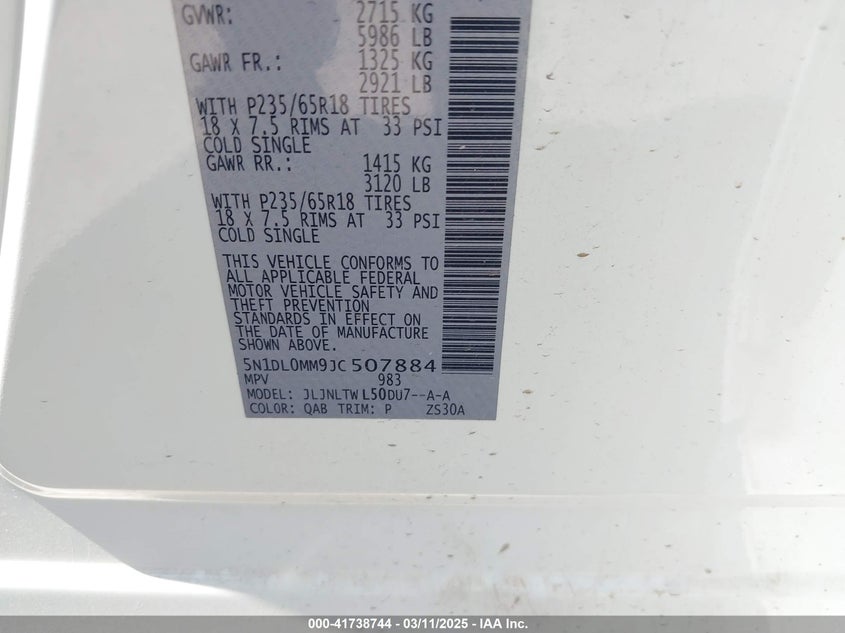 GVWR: 2715 KG
5986 LB
GAWR FR.: 1325 KG
2921 LB
WITH P235/65R18 TIRES
18 X 7.5 RIMS AT 33 PSI
COLD SINGLE
GAWR RR.: 1415 KG
3120 LB
WITH P235/65R18 TIRES
18 X 7.5 RIMS AT 33 PSI
COLD SINGLE
THIS VEHICLE CONFORMS TO
ALL APPLICABLE FEDERAL
MOTOR VEHICLE SAFETY AND
THEFT PREVENTION
STANDARDS IN EFFECT ON
THE DATE OF MANUFACTURE
SHOWN ABOVE.
5N1DL0MM9JC507884
MPV 983
MODEL: JLJNLTWL50DU7--A-A
COLOR: QAB TRIM: P ZS30A
000-41738744 - 03/11/2025 - IAA Inc.